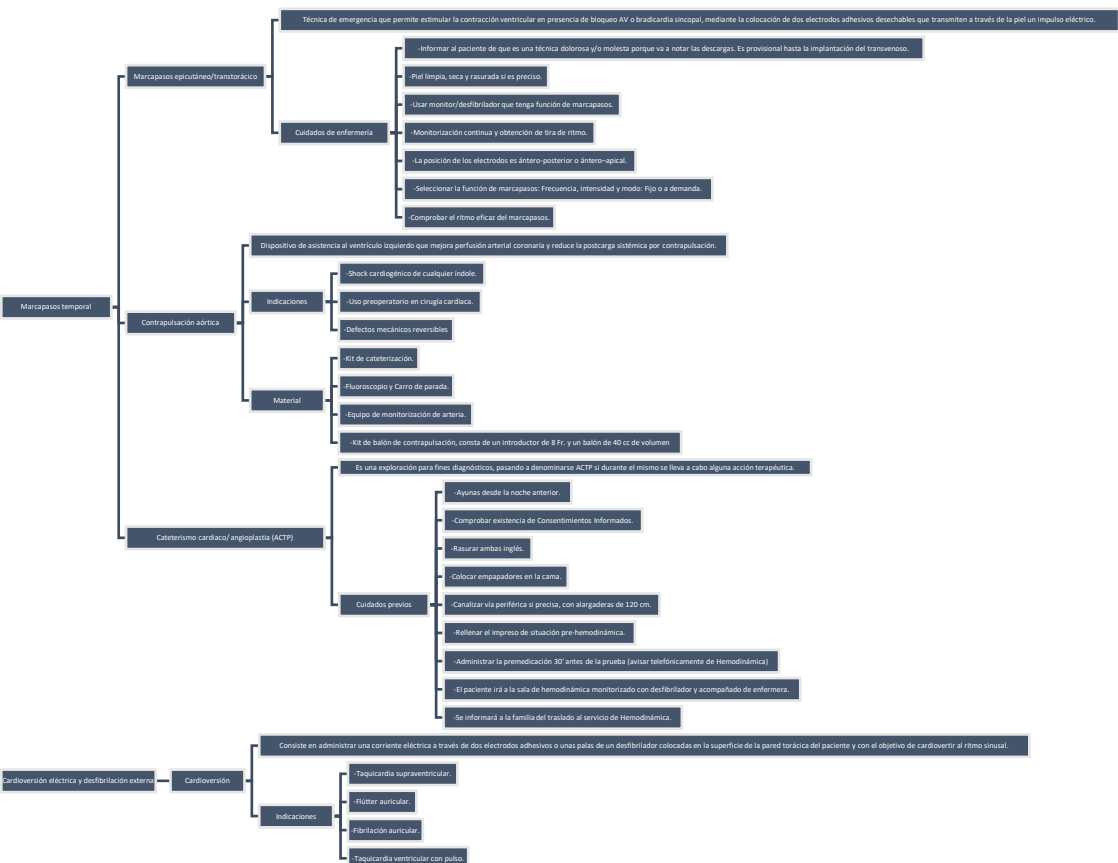 Marcapasos temporal
Marcapasos epicutáneo/transtorácico
Técnica de emergencia que permite estimular la contracción ventricular en presencia de bloqueo AV o bradicardia sincopal, mediante la colocación de dos electrodos adhesivos desechables que transmiten a través de la piel un impulso eléctrico.
Cuidados de enfermería
-Informar al paciente de que es una técnica dolorosa y/o molesta porque va a notar las descargas. Es provisional hasta la implantación del transvenoso.
-Piel limpia, seca y rasurada si es preciso.
-Usar monitor/desfibrilador que tenga función de marcapasos.
-Monitorización continua y obtención de tira de ritmo.
-La posición de los electrodos es ántero-posterior o ántero–apical.
-Seleccionar la función de marcapasos: Frecuencia, intensidad y modo: Fijo o a demanda.
-Comprobar el ritmo eficaz del marcapasos.
Contrapulsación aórtica
Dispositivo de asistencia al ventrículo izquierdo que mejora perfusión arterial coronaria y reduce la postcarga sistémica por contrapulsación.
Indicaciones
-Shock cardiogénico de cualquier índole.
-Uso preoperatorio en cirugía cardiaca.
-Defectos mecánicos reversibles
Material
-Kit de cateterización.
-Fluoroscopio y Carro de parada.
-Equipo de monitorización de arteria.
-Kit de balón de contrapulsación, consta de un introductor de 8 Fr. y un balón de 40 cc de volumen
Cateterismo cardiaco/ angioplastia (ACTP)
Es una exploración para fines diagnósticos, pasando a denominarse ACTP si durante el mismo se lleva a cabo alguna acción terapéutica.
Cuidados previos
-Ayunas desde la noche anterior.
-Comprobar existencia de Consentimientos Informados.
-Rasurar ambas inglés.
-Colocar empapadores en la cama.
-Canalizar vía periférica si precisa, con alargaderas de 120 cm.
-Rellenar el impreso de situación pre-hemodinámica.
-Administrar la premedicación 30' antes de la prueba (avisar telefónicamente de Hemodinámica)
-El paciente irá a la sala de hemodinámica monitorizado con desfibrilador y acompañado de enfermera.
-Se informará a la familia del traslado al servicio de Hemodinámica.
Cardioversión eléctrica y desfibrilación externa
Cardioversión
Consiste en administrar una corriente eléctrica a través de dos electrodos adhesivos o unas palas de un desfibrilador colocadas en la superficie de la pared torácica del paciente y con el objetivo de cardiovertir al ritmo sinusal.
Indicaciones
-Taquicardia supraventricular.
-Flútter auricular.
-Fibrilación auricular.
-Taquicardia ventricular con pulso.